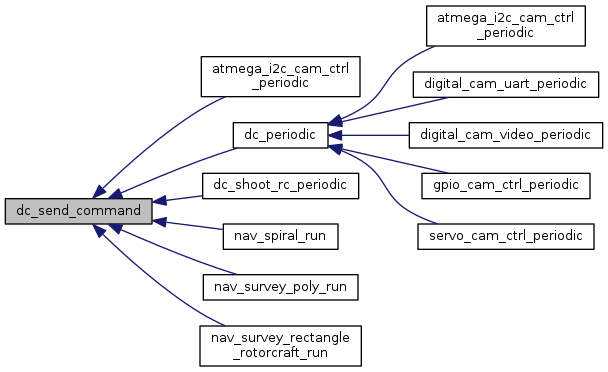 atmega_i2c_cam_ctrl
_periodic
atmega_i2c_cam_ctrl
_periodic
digital_cam_uart_periodic
dc_periodic
digital_cam_video_periodic
dc_shoot_rc_periodic
gpio_cam_ctrl_periodic
dc_send_command
nav_spiral_run
servo_cam_ctrl_periodic
nav_survey_poly_run
nav_survey_rectangle
_rotorcraft_run